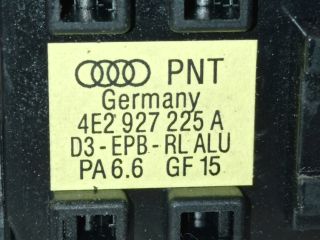 PNT
Germany
4E2 927 225 A
D3-EPB-RL ALU
PA 6.6 GF 15